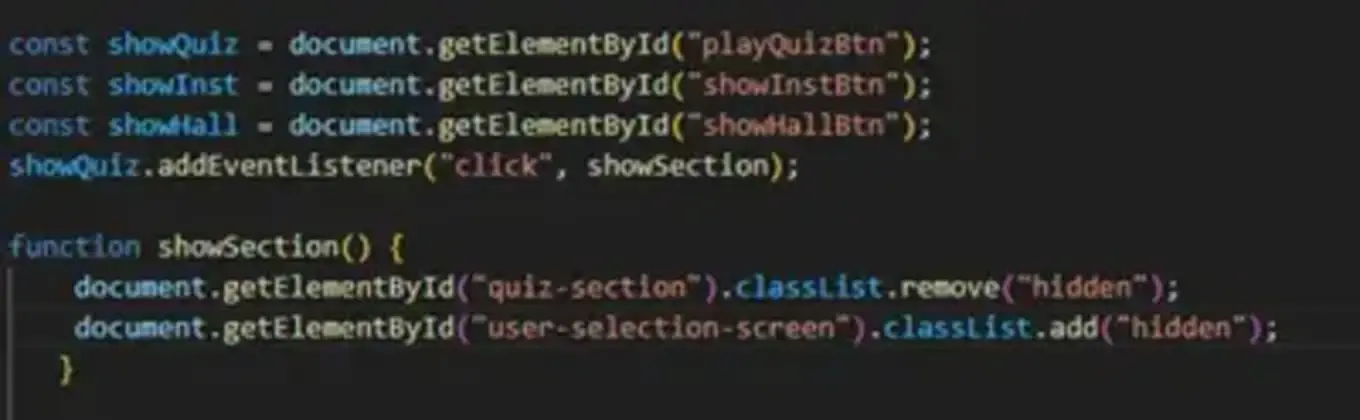 const showQuiz = document.getElementById("playQuizBtn");
const showInst = document.getElementById("showInstBtn");
const showHall = document.getElementById("showHallBtn");
showQuiz.addEventListener("click", showSection);
function showSection() {
document.getElementById("quiz-section").classList.remove("hidden");
document.getElementById("user-selection-screen").classList.add("hidden");
}